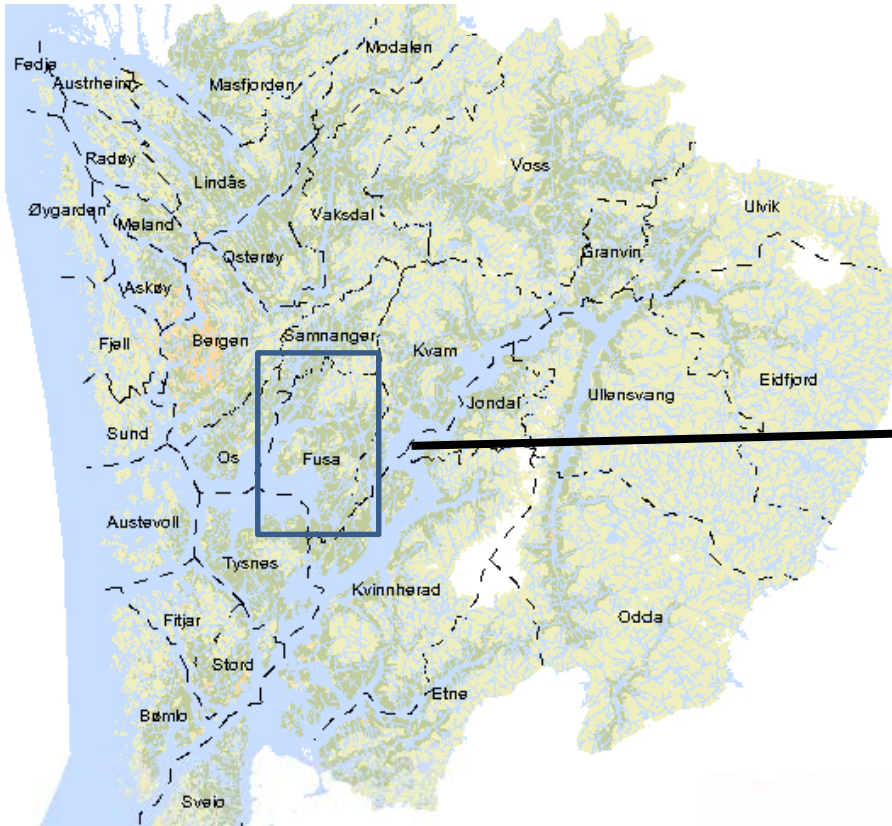 Modalen
Fedje
Austrheim
Masfjorden
Radøy
Voss
Lindås
Øygarden
Vaksdal
Ulvik
Meland
Osterøy
Granvin
Askøy
Samnanger
Fjell
Bergen
Kvam
Eidfjord
Jondal
Ullensvang
Sund
Os
Fusa
Austevoll
Tysnes
Kvinnherad
Fitjar
Odda
Stord
Etne
Bømlo
Sveio